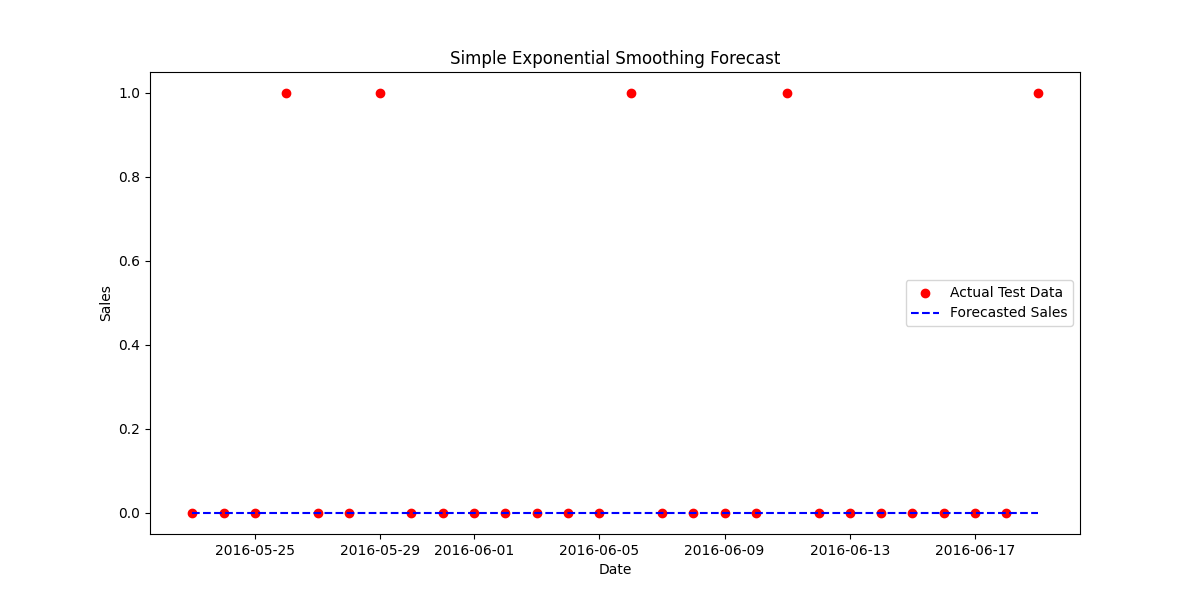 Simple Exponential Smoothing Forecast
1.0
0.8
0.6
0.4
0.2
0.0
Sales
Actual Test Data
Forecasted Sales
2016-05-25 2016-05-29 2016-06-01 2016-06-05 2016-06-09 2016-06-13 2016-06-17
Date